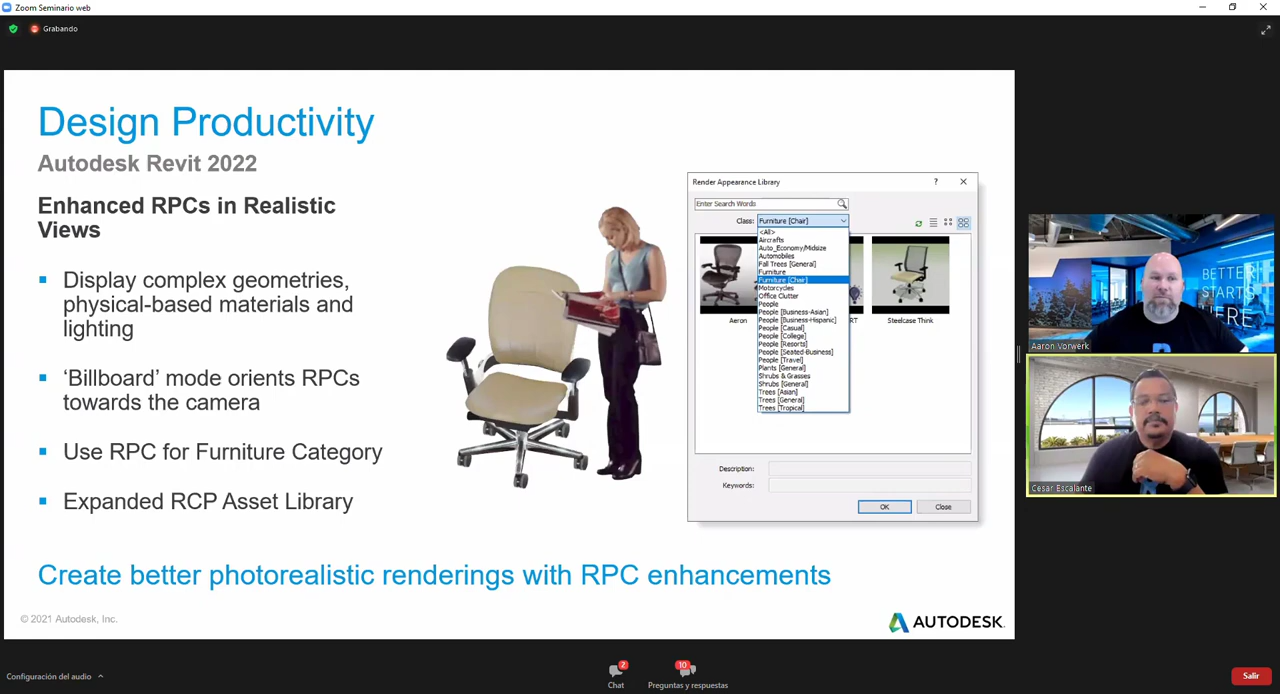 Zoom Seminario web
Grabando
Design Productivity
Autodesk Revit 2022
Enhanced RPCs in Realistic
Views
Display complex geometries,
physical-based materials and
lighting
‘Billboard’ mode orients RPCs
towards the camera
Use RPC for Furniture Category
Expanded RCP Asset Library
Create better photorealistic renderings with RPC enhancements
© 2021 Autodesk, Inc.
AUTODESK
Render Appearance Library
?
Enter Search Words
Class: Furniture [Chair]
<All>
Aircrafts
Auto_Economy/Midsize
Automobiles
Fall Trees [General]
Furniture
Furniture [Chair]
Motorcycles
Office Clutter
People
People [Business-Asian]
People [Business-Hispanic]
People [Casual]
People [College]
People [Resorts]
People [Seated-Business]
People [Travel]
Plants [General]
Shrubs & Grasses
Shrubs [General]
Trees [Asian]
Trees [General]
Trees [Tropical]
Aeron
RT
Steelcase Think
Description:
Keywords:
OK
Close
BETTER
STARTS
HERE
Aaron Vorwerk
Cesar Escalante
Configuración del audio
2
Chat
10
Preguntas y respuestas
Salir